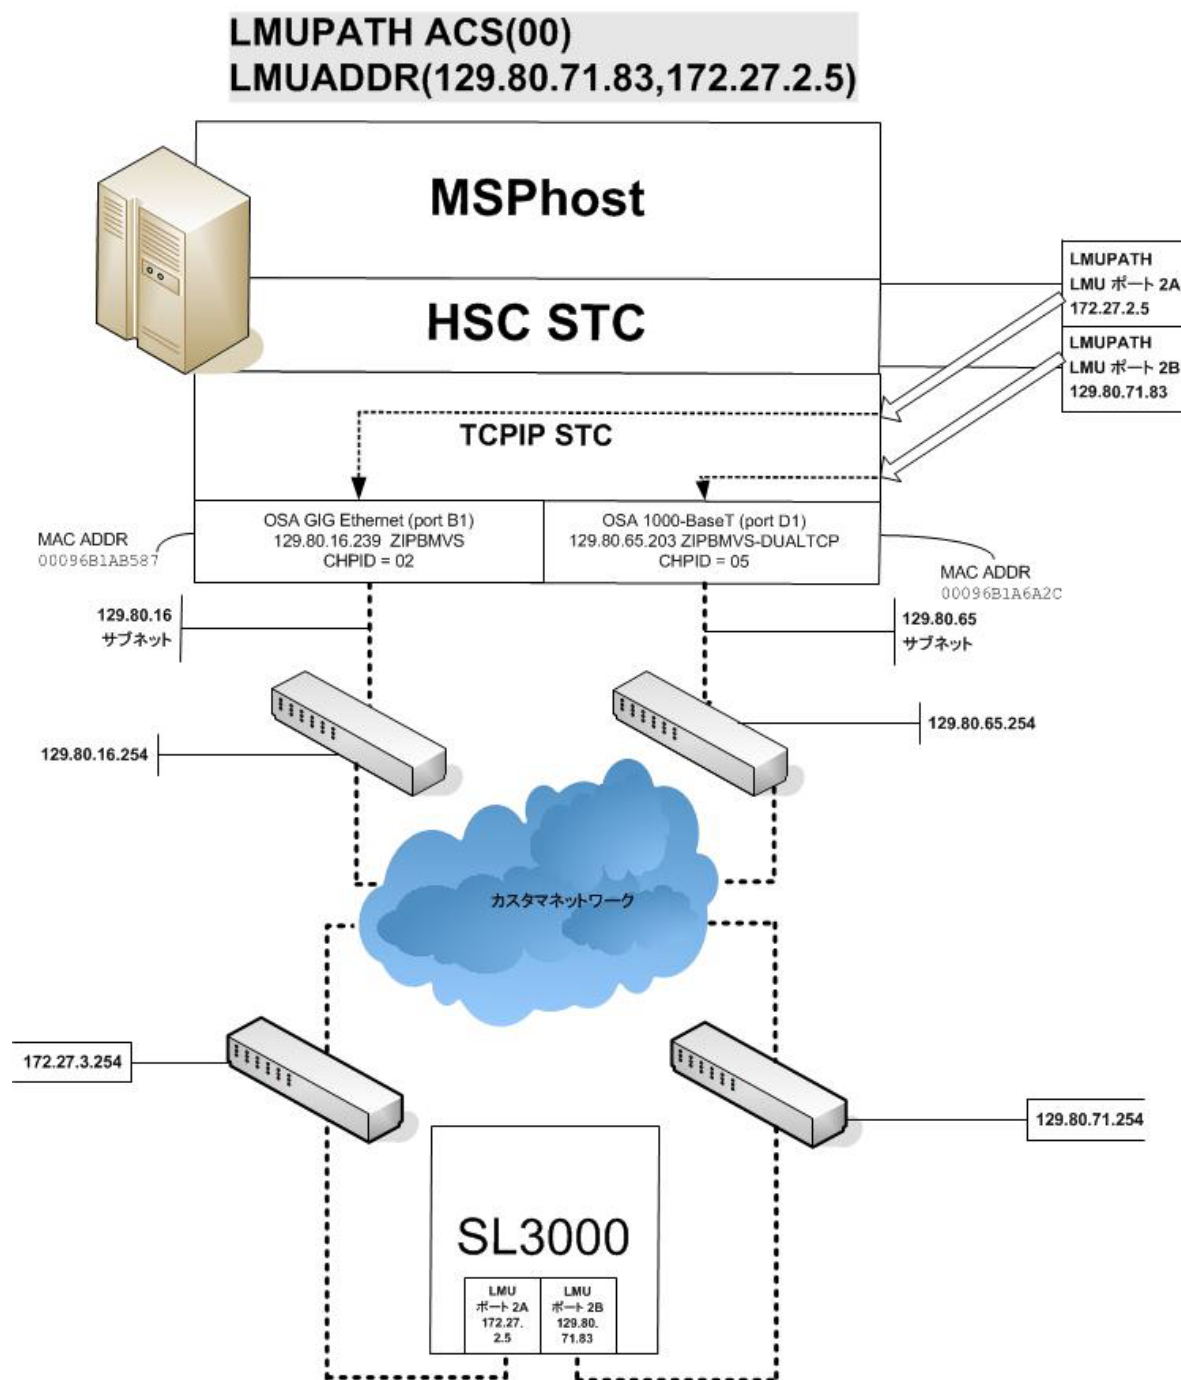 LMUPATH ACS(00)
LMUADDR(129.80.71.83,172.27.2.5)
MSPhost
HSC STC
LMUPATH
LMU ポート 2A
172.27.2.5
LMUPATH
LMU ポート 2B
129.80.71.83
TCPIP STC
OSA GIG Ethernet (port B1)
129.80.16.239 ZIPBMVS
CHPID = 02
OSA 1000-BaseT (port D1)
129.80.65.203 ZIPBMVS-DUALTCP
CHPID = 05
MAC ADDR
00096B1AB587
MAC ADDR
00096B1A6A2C
129.80.16
サブネット
129.80.65
サブネット
129.80.16.254
129.80.65.254
カスタマネットワーク
172.27.3.254
129.80.71.254
SL3000
LMU
ポート 2A
172.27.
2.5
LMU
ポート 2B
129.80.
71.83